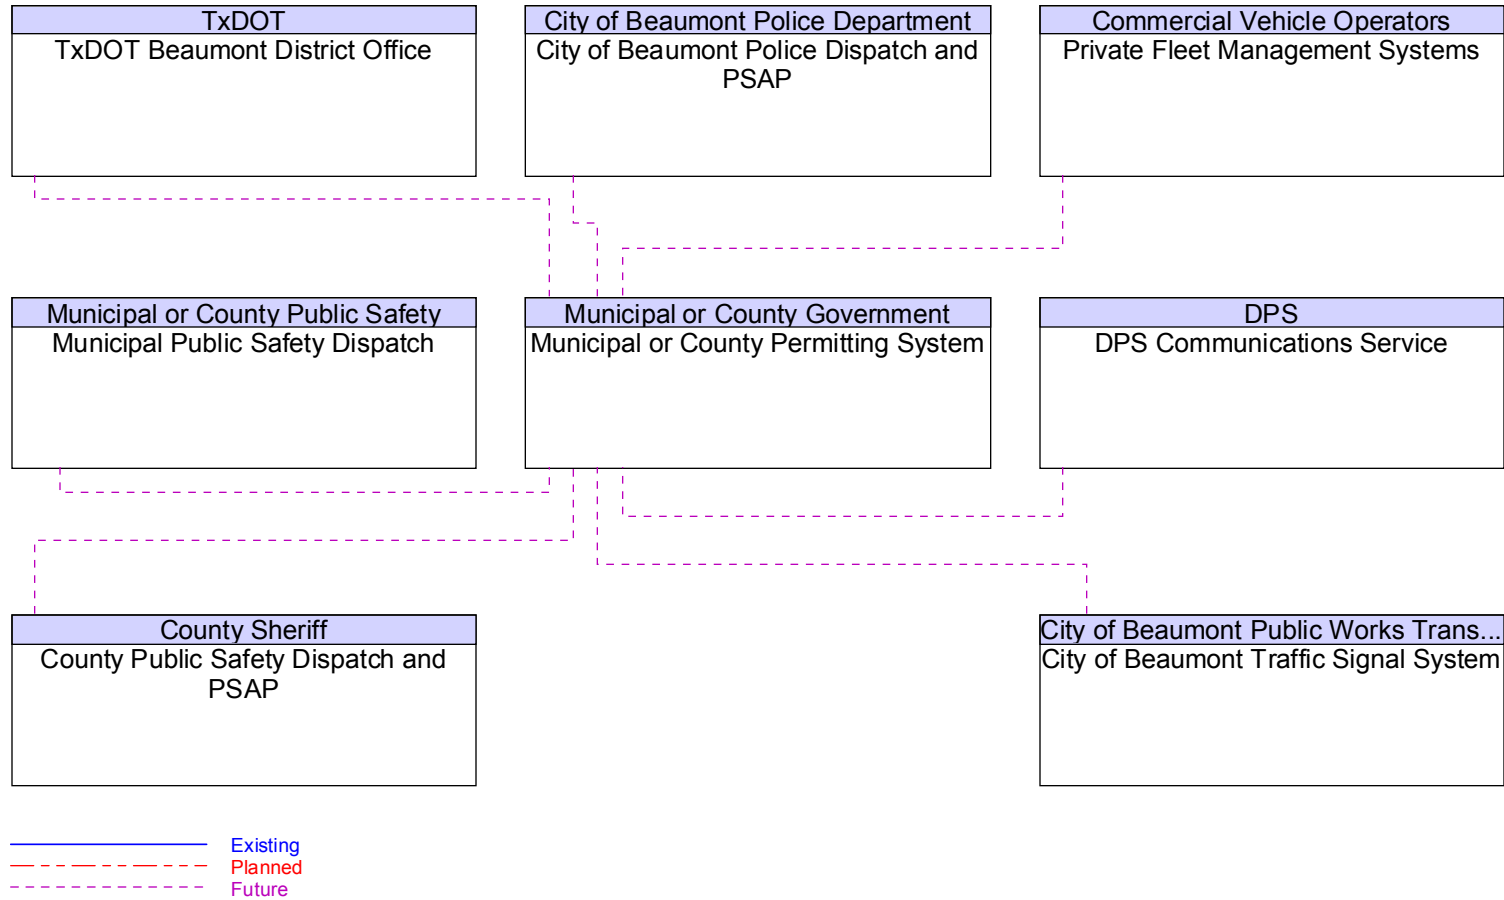 TxDOT
TxDOT Beaumont District Office
City of Beaumont Police Department
City of Beaumont Police Dispatch and
PSAP
Commercial Vehicle Operators
Private Fleet Management Systems
Municipal or County Public Safety
Municipal Public Safety Dispatch
Municipal or County Government
Municipal or County Permitting System
DPS
DPS Communications Service
County Sheriff
County Public Safety Dispatch and
PSAP
City of Beaumont Public Works Trans...
City of Beaumont Traffic Signal System
Existing
Planned
Future